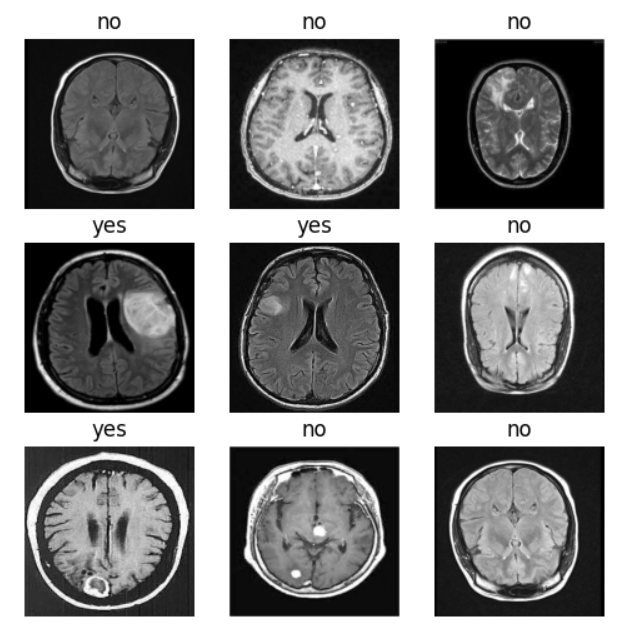 no no no
yes yes no
yes no no